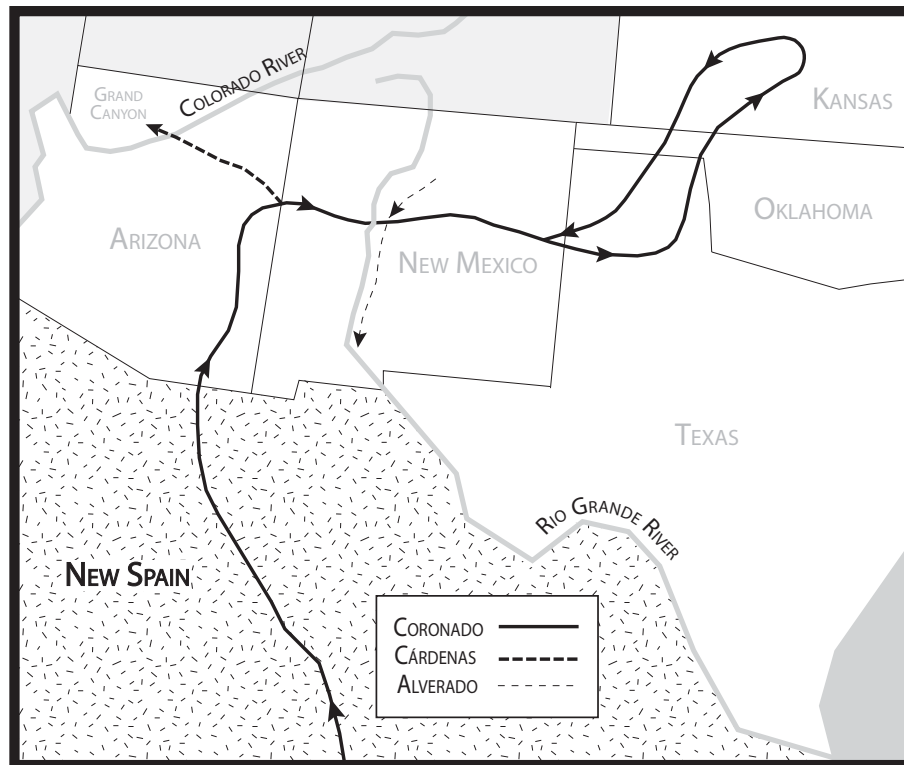 COLORADO RIVER
GRAND
CANYON
KANSAS
OKLAHOMA
ARIZONA
NEW MEXICO
TEXAS
RIO GRANDE RIVER
NEW SPAIN
CORONADO
CÁRDENAS
ALVERADO